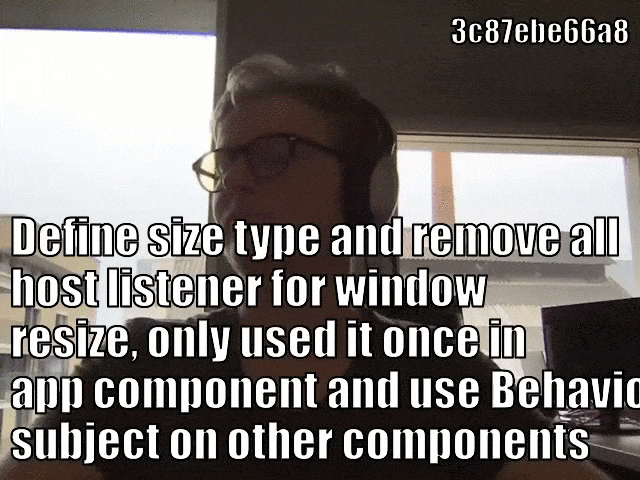 3c87ebe66a8
Define size type and remove all
host listener for window
resize, only used it once in
app component and use Behavio
subject on other components